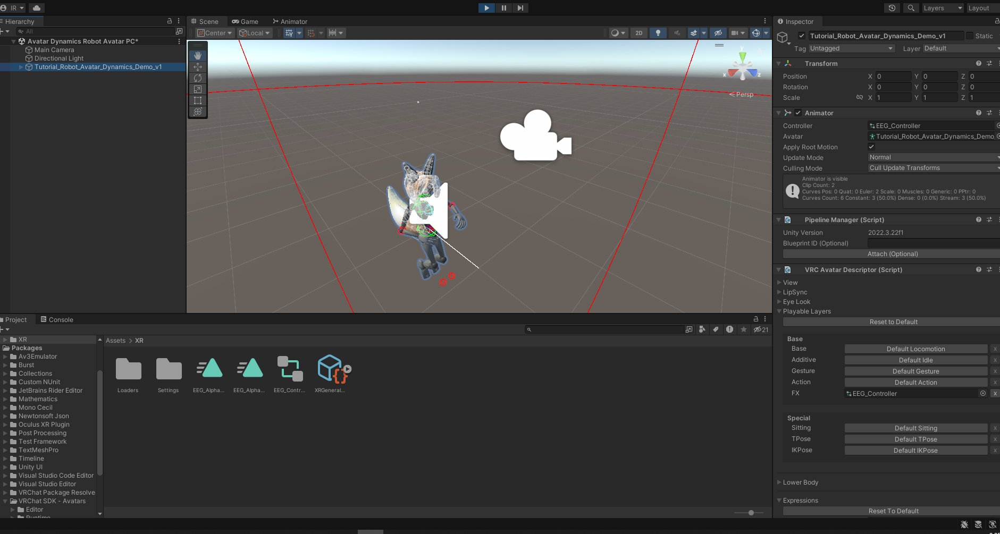 IR
Layers
Layout
Hierarchy
All
Avatar Dynamics Robot Avatar PC*
Main Camera
Directional Light
Tutorial_Robot_Avatar_Dynamics_Demo_v1
Scene
Game
Animator
Center
Local
2D
y
x
z
Persp
Inspector
Tutorial_Robot_Avatar_Dynamics_Demo_v1
Static
Tag Untagged
Layer Default
Transform
Position X 0 Y 0 Z 0
Rotation X 0 Y 0 Z 0
Scale X 1 Y 1 Z 1
Animator
Controller EEG_Controller
Avatar Tutorial_Robot_Avatar_Dynamics_Demo_
Apply Root Motion
Update Mode Normal
Culling Mode Cull Update Transforms
Animator is visible
Clip Count: 2
Curves Pos: 0 Quat: 0 Euler: 2 Scale: 0 Muscles: 0 Generic: 0 PPtr: 0
Curves Count: 6 Constant: 3 (50.0%) Dense: 0 (0.0%) Stream: 3 (50.0%)
Pipeline Manager (Script)
Unity Version 2022.3.22f1
Blueprint ID (Optional)
Attach (Optional)
VRC Avatar Descriptor (Script)
View
LipSync
Eye Look
Playable Layers
Reset to Default
Base
Base Default Locomotion X
Additive Default Idle X
Gesture Default Gesture X
Action Default Action X
FX EEG_Controller X
Special
Sitting Default Sitting X
TPose Default TPose X
IKPose Default IKPose X
Lower Body
Expressions
Reset To Default
Project
Console
21
XR
Packages
Av3Emulator
Burst
Collections
Custom NUnit
JetBrains Rider Editor
Mathematics
Mono Cecil
Newtonsoft Json
Oculus XR Plugin
Post Processing
Test Framework
TextMeshPro
Timeline
Unity UI
Visual Studio Code Editor
Visual Studio Editor
VRChat Package Resolve
VRChat SDK - Avatars
Editor
Runtime
Assets > XR
Loaders
Settings
EEG_Alpha...
EEG_Alpha...
EEG_Contr...
XRGeneral...